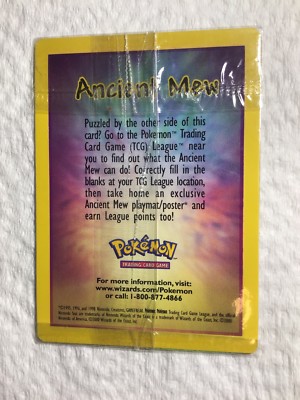 Ancient Mew
Puzzled by the other side of this
card? Go to the Pokémon™ Trading
Card Game (TCG) League™ near
you to find out what the Ancient
Mew can do! Correctly fill in the
blanks at your TCG League location,
then take home an exclusive
Ancient Mew playmat/poster* and
earn League points too!
POKéMON
TRADING CARD GAME
For more information, visit:
www.wizards.com/Pokemon
or call: 1-800-877-4866